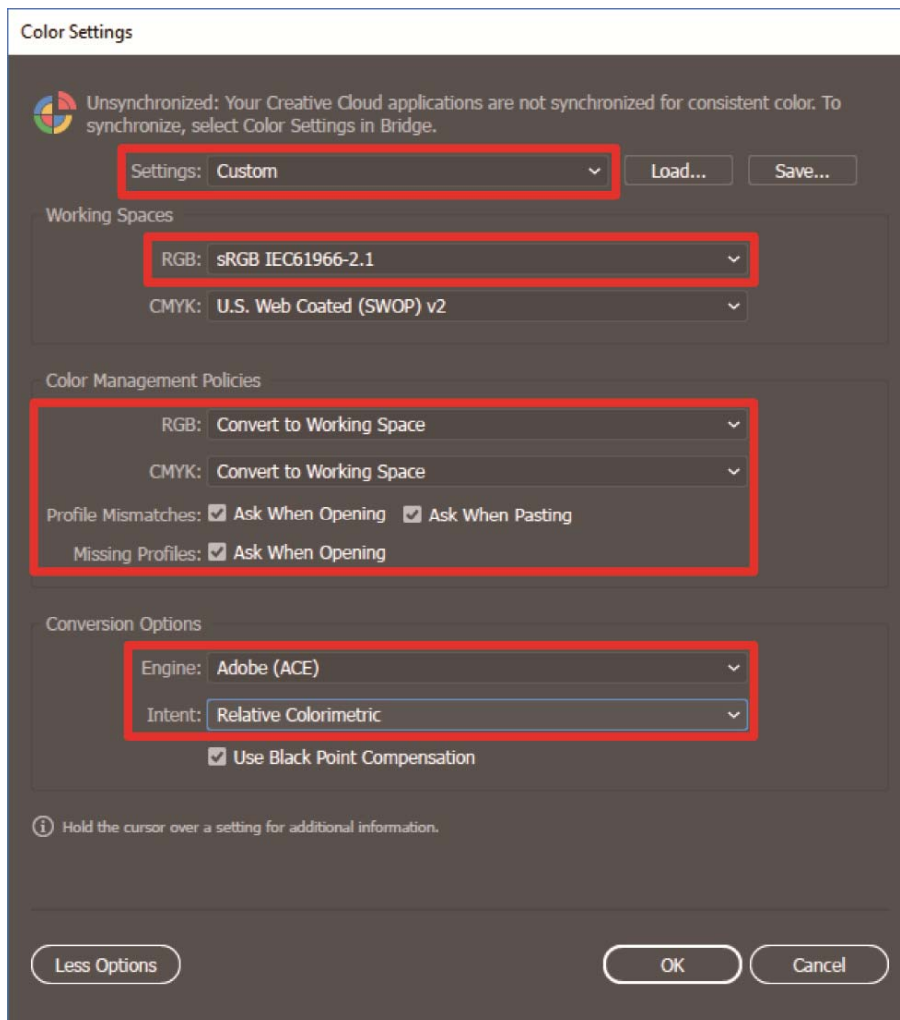 Color Settings
Unsynchronized: Your Creative Cloud applications are not synchronized for consistent color. To
synchronize, select Color Settings in Bridge.
Settings: Custom Load... Save...
Working Spaces
RGB: sRGB IEC61966-2.1
CMYK: U.S. Web Coated (SWOP) v2
Color Management Policies
RGB: Convert to Working Space
CMYK: Convert to Working Space
Profile Mismatches: Ask When Opening Ask When Pasting
Missing Profiles: Ask When Opening
Conversion Options
Engine: Adobe (ACE)
Intent: Relative Colorimetric
Use Black Point Compensation
Hold the cursor over a setting for additional information.
Less Options OK Cancel